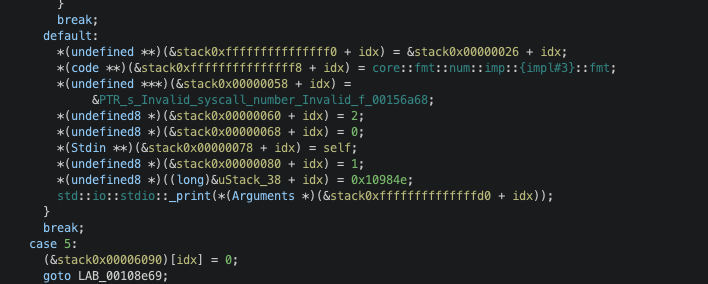 }
break;
default:
*(undefined **)(&stack0xfffffffffffffff0 + idx) = &stack0x00000026 + idx;
*(code **)(&stack0xfffffffffffffff8 + idx) = core::fmt::num::imp::{impl#3}::fmt;
*(undefined ***)(&stack0x00000058 + idx) =
&PTR_s_Invalid_syscall_number_Invalid_f_00156a68;
*(undefined8 *)(&stack0x00000060 + idx) = 2;
*(undefined8 *)(&stack0x00000068 + idx) = 0;
*(Stdin **)(&stack0x00000078 + idx) = self;
*(undefined8 *)(&stack0x00000080 + idx) = 1;
*(undefined8 *)((long)&uStack_38 + idx) = 0x10984e;
std::io::stdio::_print(*(Arguments *)(&stack0xffffffffffffffd0 + idx));
}
break;
case 5:
(&stack0x00006090)[idx] = 0;
goto LAB_00108e69;